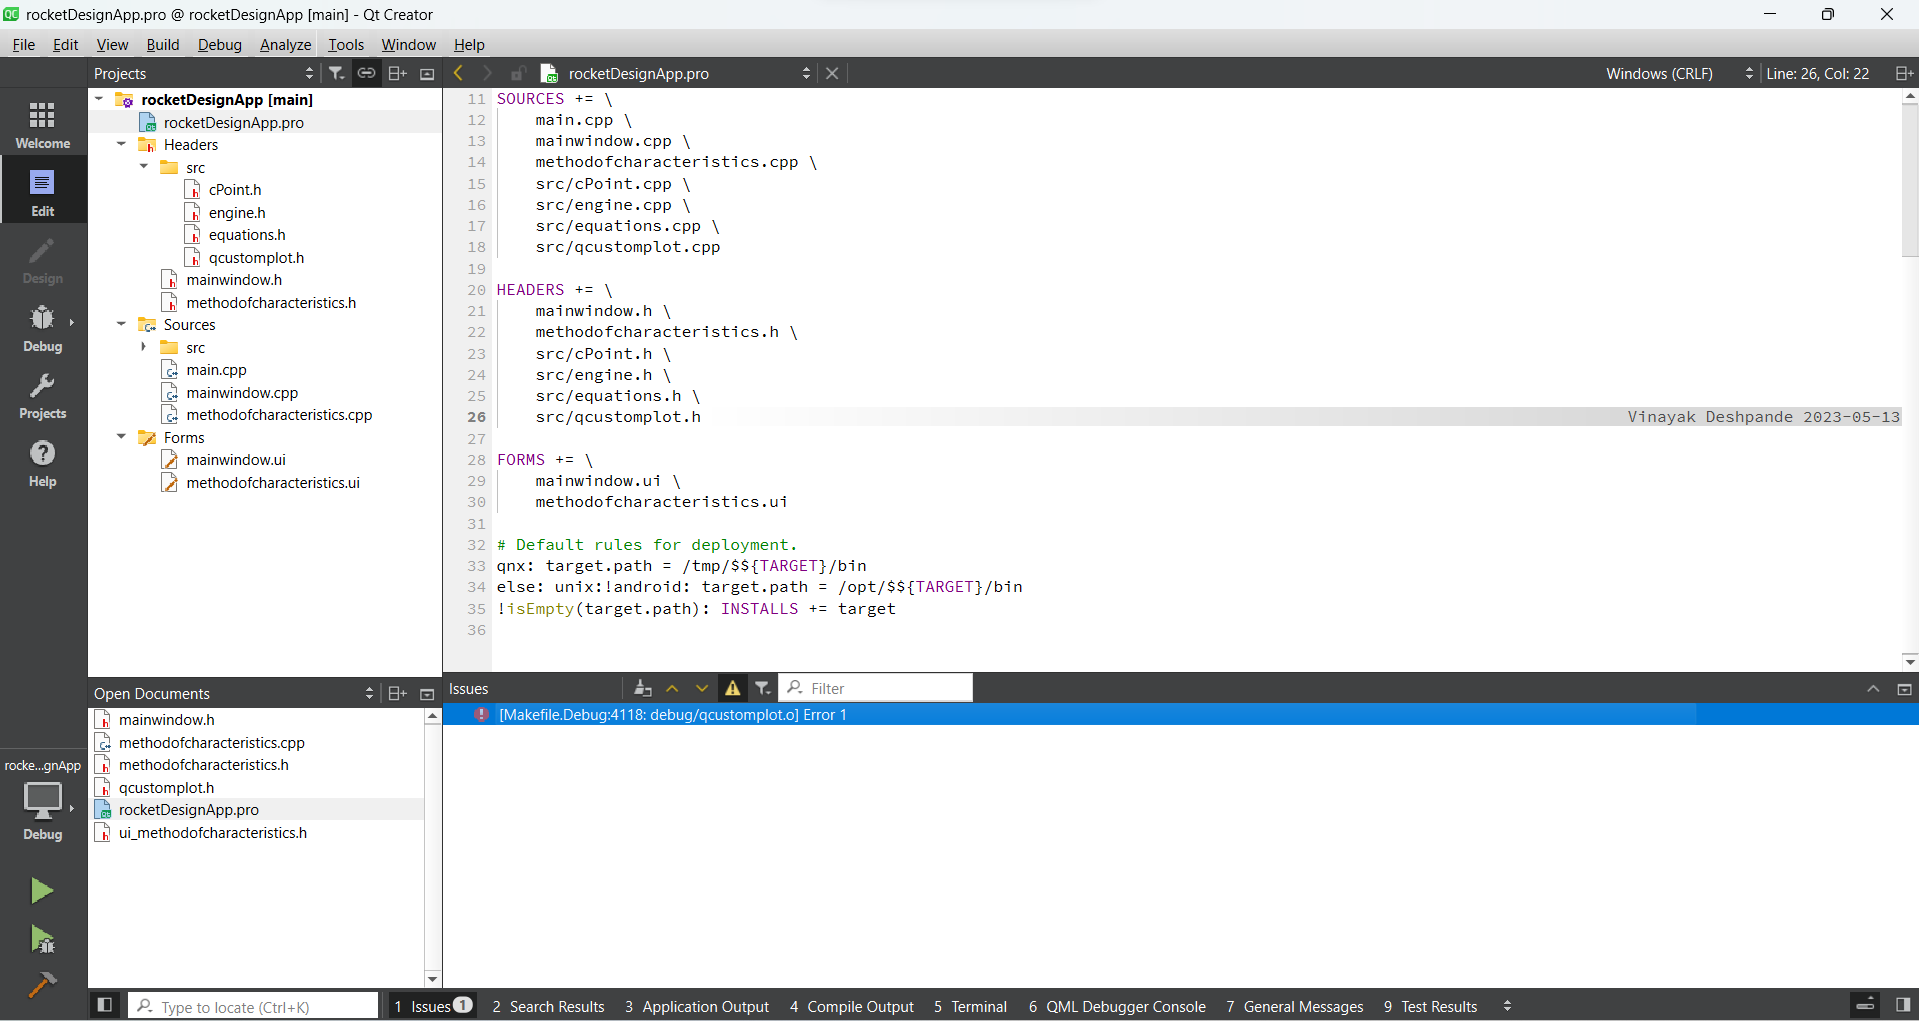 rocketDesignApp.pro @ rocketDesignApp [main] - Qt Creator
File Edit View Build Debug Analyze Tools Window Help
Projects
rocketDesignApp.pro
Windows (CRLF)
Line: 26, Col: 22
Welcome
Edit
Design
Debug
Projects
Help
rocketDesignApp [main]
rocketDesignApp.pro
Headers
src
cPoint.h
engine.h
equations.h
qcustomplot.h
mainwindow.h
methodofcharacteristics.h
Sources
src
main.cpp
mainwindow.cpp
methodofcharacteristics.cpp
Forms
mainwindow.ui
methodofcharacteristics.ui
11 SOURCES += \
12 main.cpp \
13 mainwindow.cpp \
14 methodofcharacteristics.cpp \
15 src/cPoint.cpp \
16 src/engine.cpp \
17 src/equations.cpp \
18 src/qcustomplot.cpp
19
20 HEADERS += \
21 mainwindow.h \
22 methodofcharacteristics.h \
23 src/cPoint.h \
24 src/engine.h \
25 src/equations.h \
26 src/qcustomplot.h Vinayak Deshpande 2023-05-13
27
28 FORMS += \
29 mainwindow.ui \
30 methodofcharacteristics.ui
31
32 # Default rules for deployment.
33 qnx: target.path = /tmp/$${TARGET}/bin
34 else: unix:!android: target.path = /opt/$${TARGET}/bin
35 !isEmpty(target.path): INSTALLS += target
36
Open Documents
mainwindow.h
methodofcharacteristics.cpp
methodofcharacteristics.h
qcustomplot.h
rocketDesignApp.pro
ui_methodofcharacteristics.h
Issues
Filter
[Makefile.Debug:4118: debug/qcustomplot.o] Error 1
rocke...gnApp
Debug
Type to locate (Ctrl+K)
1 Issues 1 2 Search Results 3 Application Output 4 Compile Output 5 Terminal 6 QML Debugger Console 7 General Messages 9 Test Results